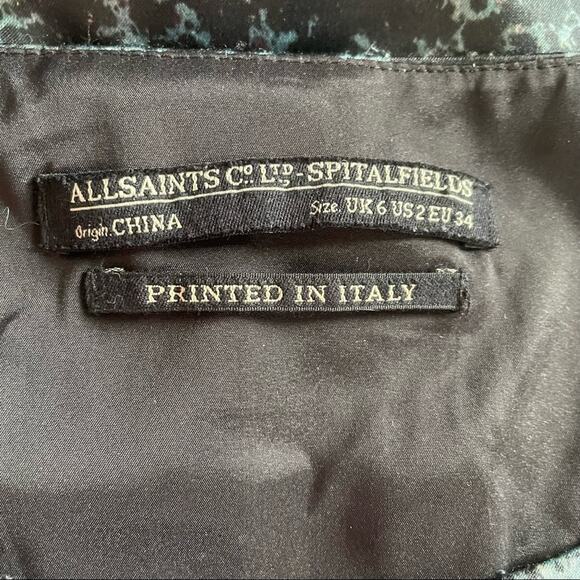 ALLSAINTS Cº LTD - SPITALFIELDS
Origin. CHINA Size. UK 6 US 2 EU 34
PRINTED IN ITALY